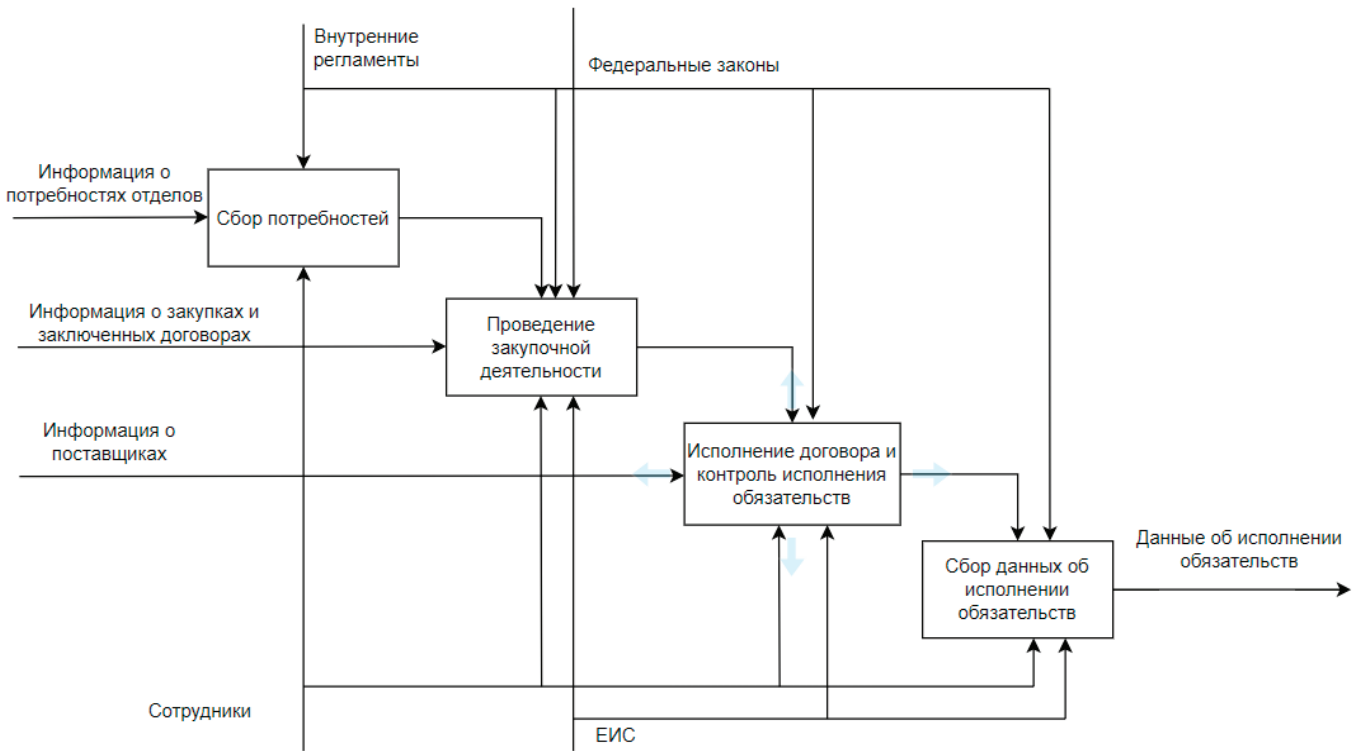 Внутренние
регламенты
Федеральные законы
Информация о
потребностях отделов
Сбор потребностей
Информация о закупках и
заключенных договорах
Проведение
закупочной
деятельности
Информация о
поставщиках
Исполнение договора и
контроль исполнения
обязательств
Сбор данных об
исполнении
обязательств
Данные об исполнении
обязательств
Сотрудники
ЕИС